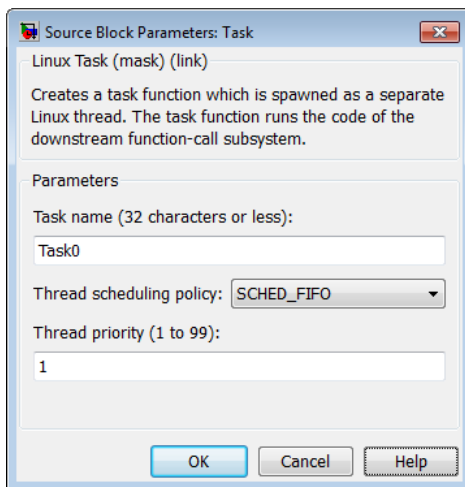 Source Block Parameters: Task
Linux Task (mask) (link)
Creates a task function which is spawned as a separate
Linux thread. The task function runs the code of the
downstream function-call subsystem.
Parameters
Task name (32 characters or less):
Task0
Thread scheduling policy: SCHED_FIFO
Thread priority (1 to 99):
1
OK Cancel Help